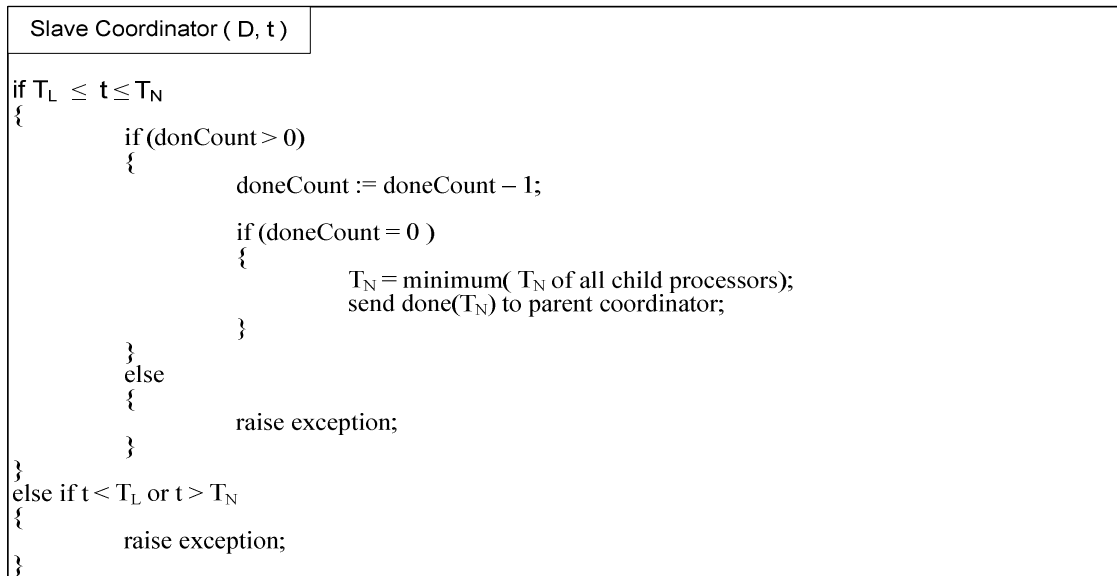 Slave Coordinator ( D, t )
if T_L ≤ t ≤ T_N
{
if (donCount > 0)
{
doneCount := doneCount – 1;
if (doneCount = 0 )
{
T_N = minimum( T_N of all child processors);
send done(T_N) to parent coordinator;
}
}
else
{
raise exception;
}
}
else if t < T_L or t > T_N
{
raise exception;
}